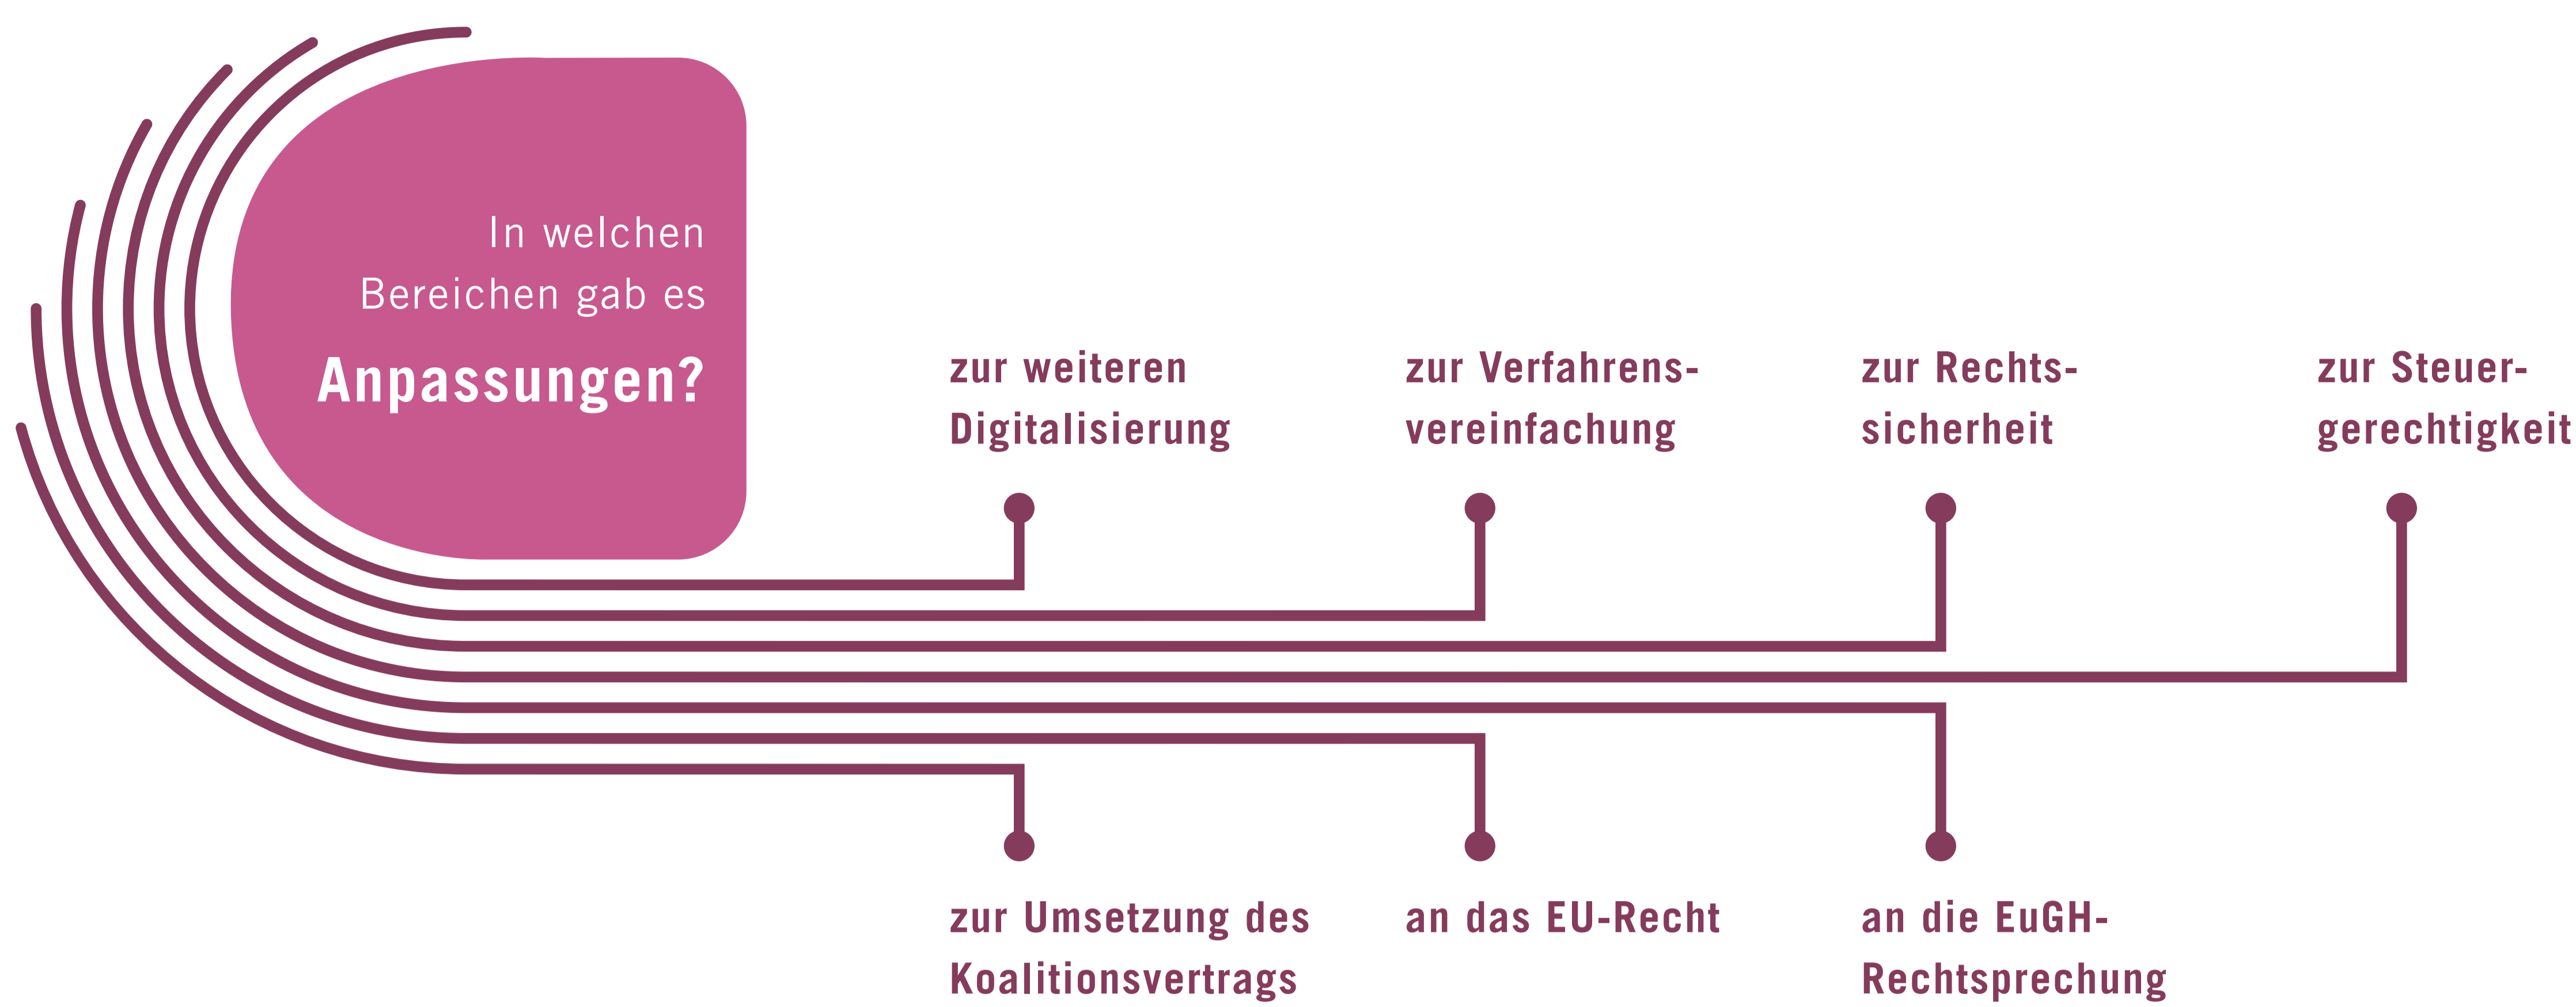 In welchen
Bereichen gab es
Anpassungen?
zur weiteren
Digitalisierung
zur Verfahrens-
vereinfachung
zur Rechts-
sicherheit
zur Steuer-
gerechtigkeit
zur Umsetzung des
Koalitionsvertrags
an das EU-Recht
an die EuGH-
Rechtsprechung